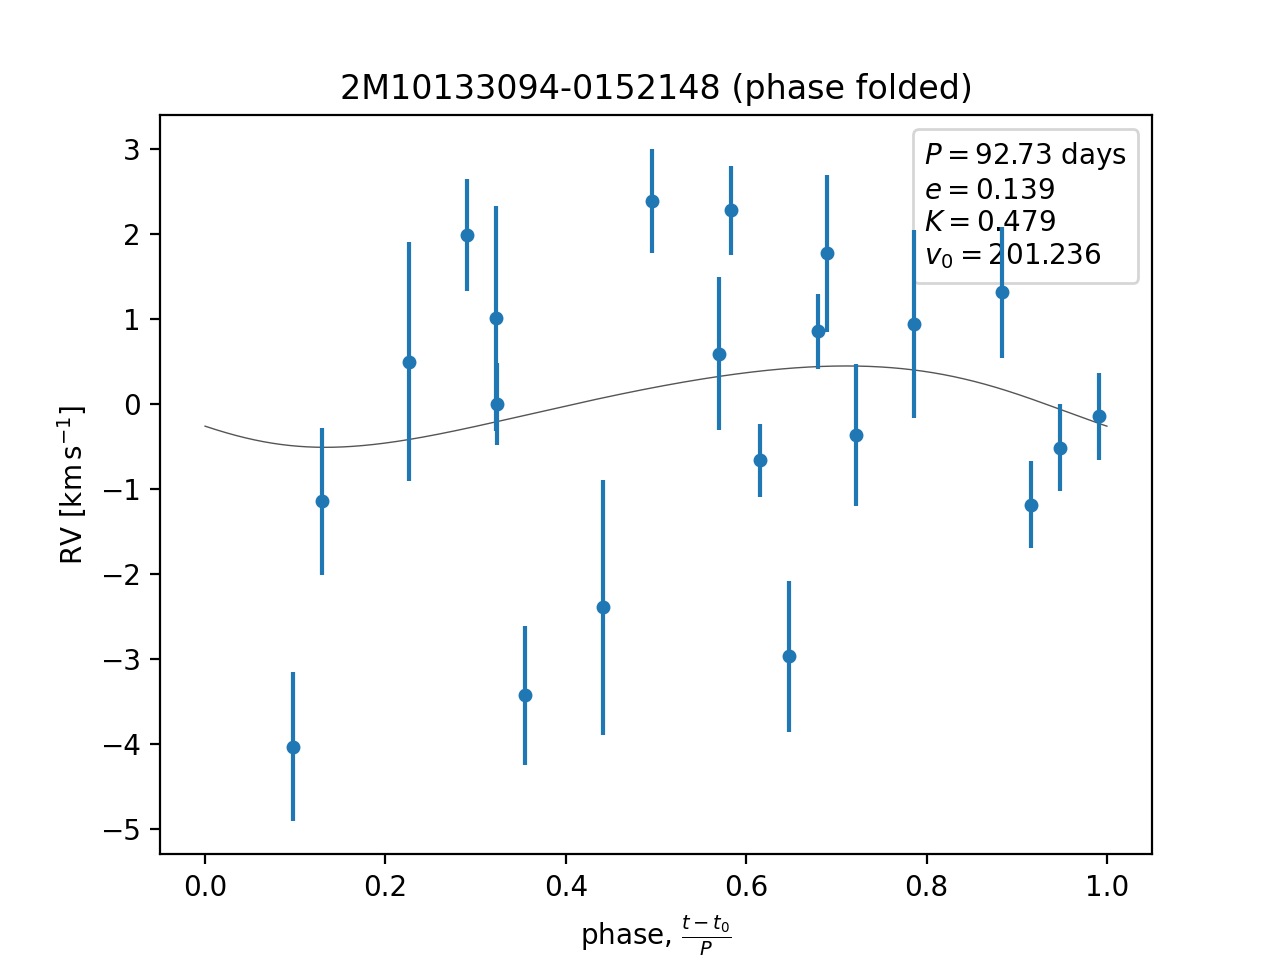 2M10133094-0152148 (phase folded)
P = 92.73 days
e = 0.139
K = 0.479
v₀ = 201.236
3
2
1
0
−1
−2
−3
−4
−5
RV [km s⁻¹]
0.0 0.2 0.4 0.6 0.8 1.0
phase, (t − t₀)/P